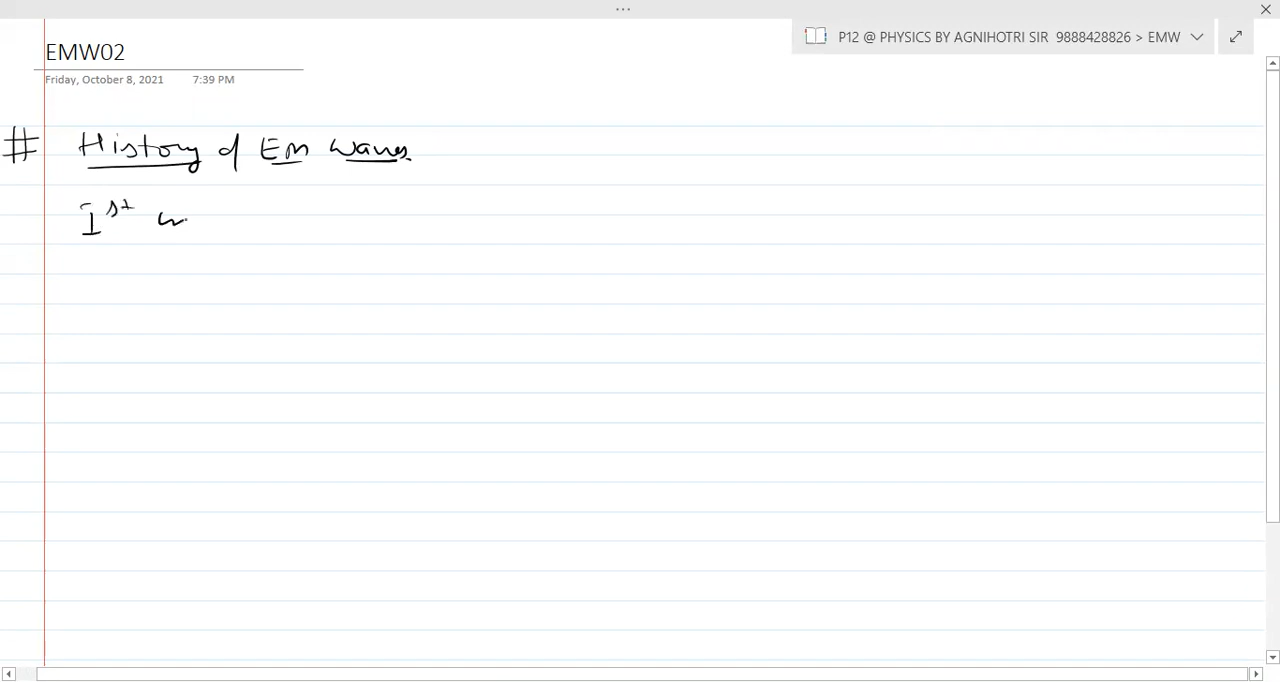 EMW02
P12 @ PHYSICS BY AGNIHOTRI SIR 9888428826 > EMW
Friday, October 8, 2021 7:39 PM
# History of EM Waves
Ist w